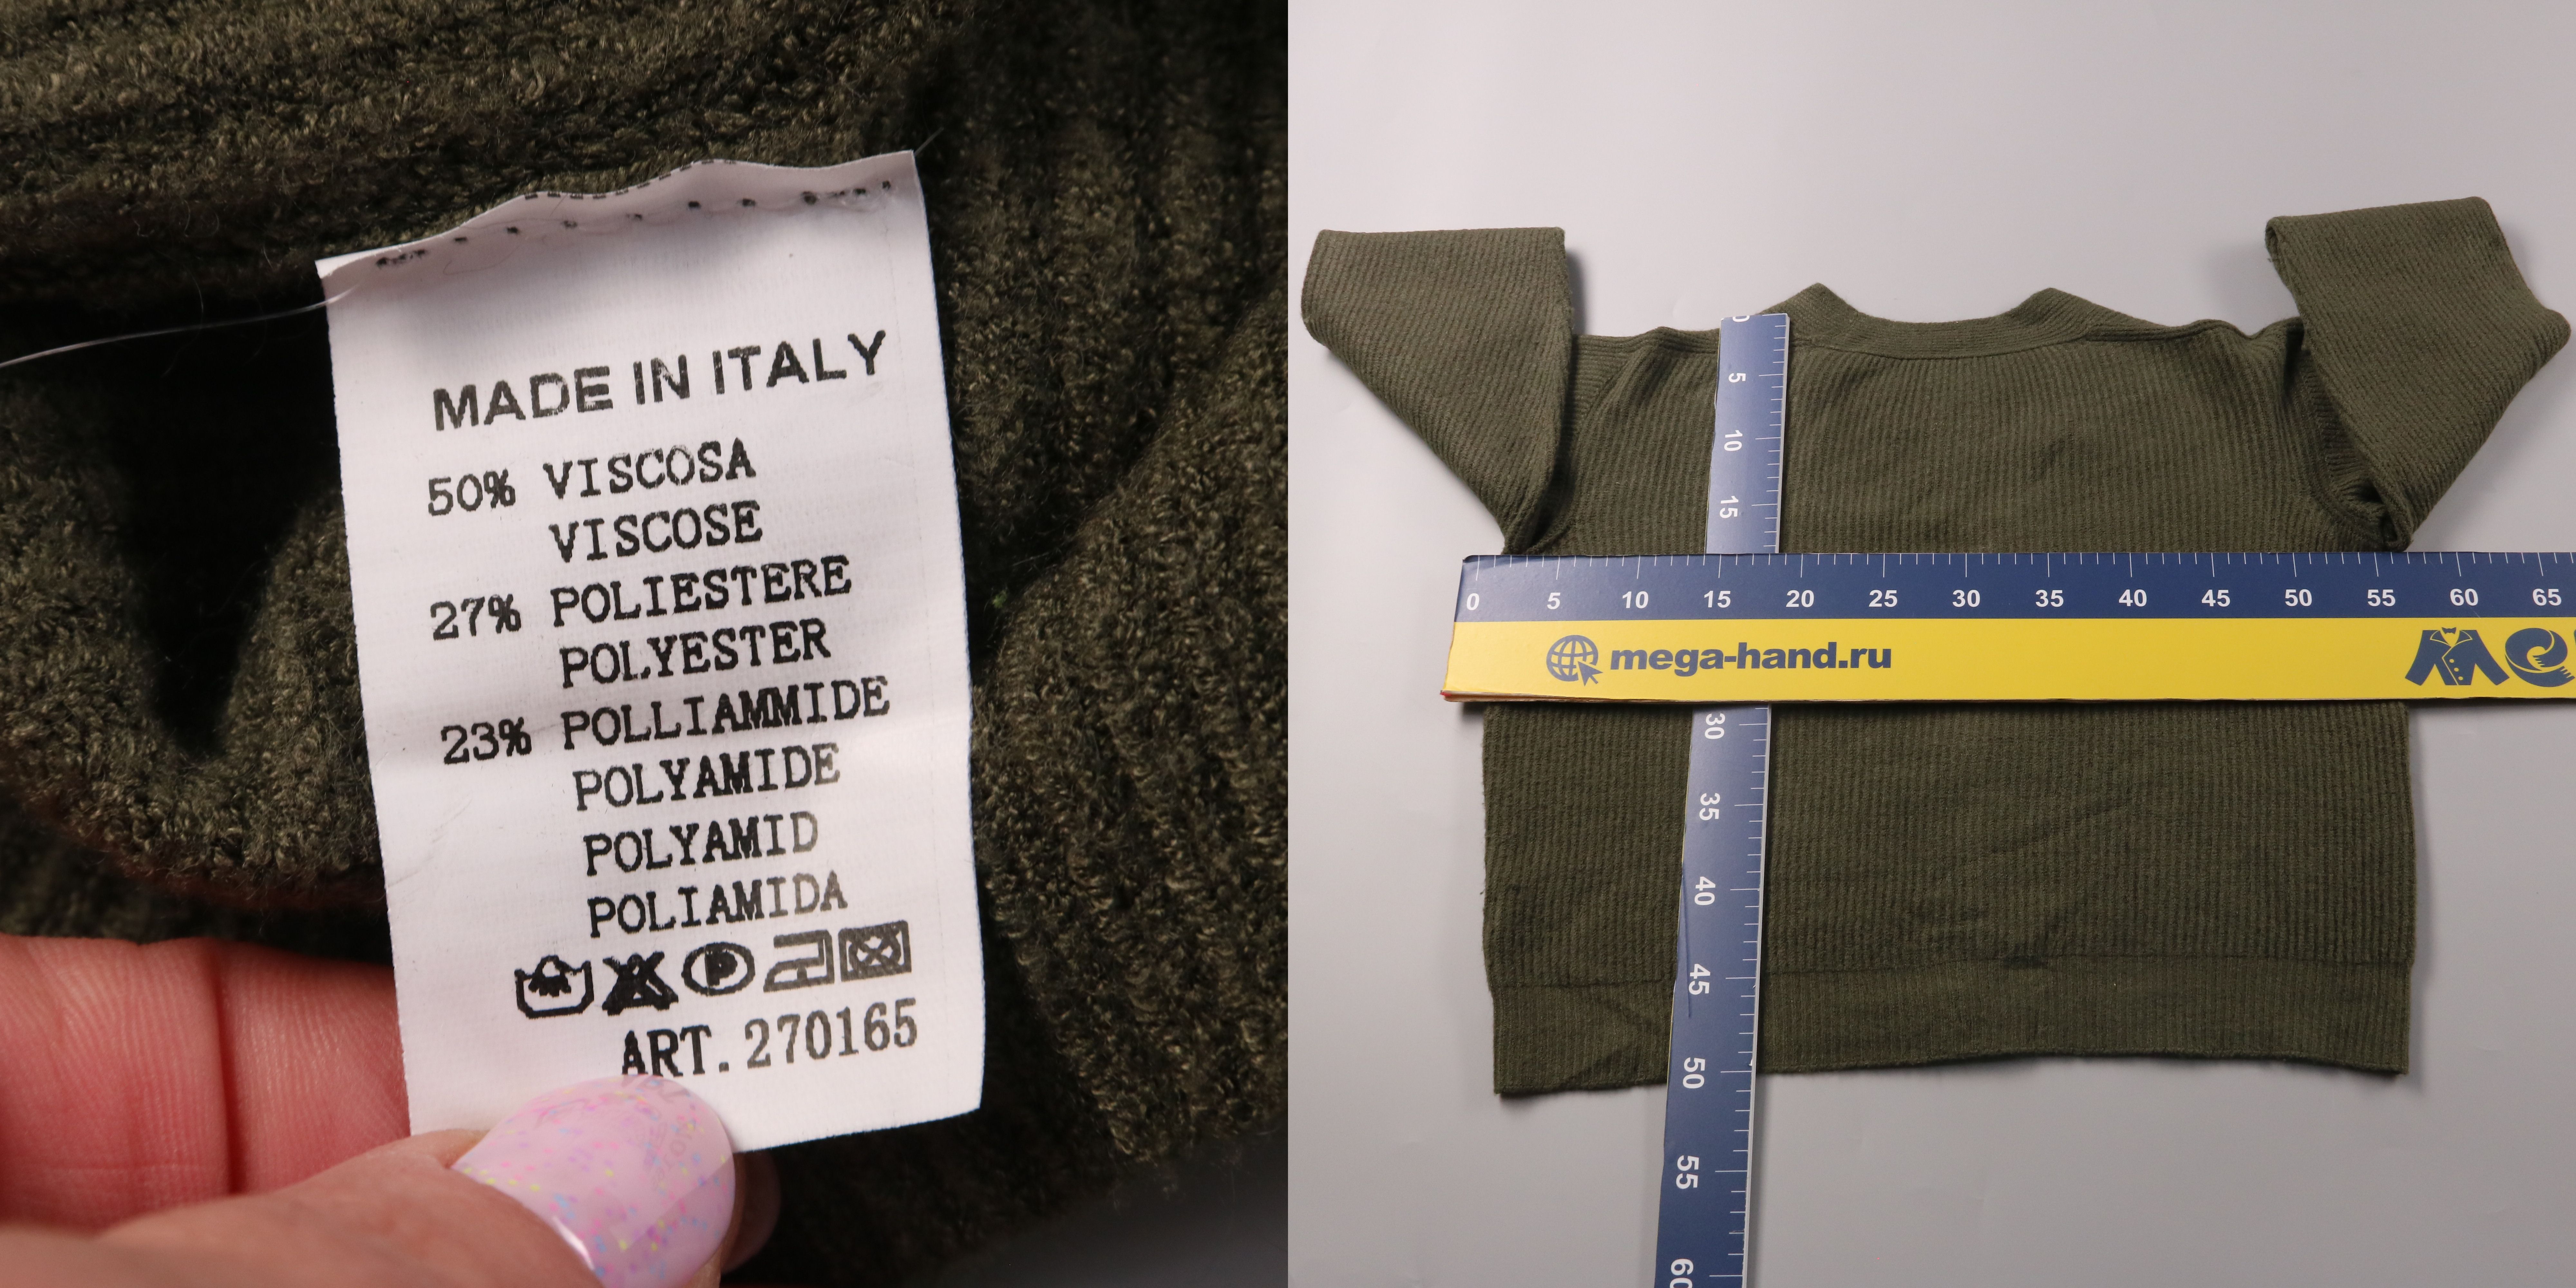 MADE IN ITALY
50% VISCOSA
VISCOSE
27% POLIESTERE
POLYESTER
23% POLLIAMMIDE
POLYAMIDE
POLYAMID
POLIAMIDA
P
ART. 270165
0
5
10
15
0 5 10 15 20 25 30 35 40 45 50 55 60 65
mega-hand.ru
30
35
40
45
50
55
60